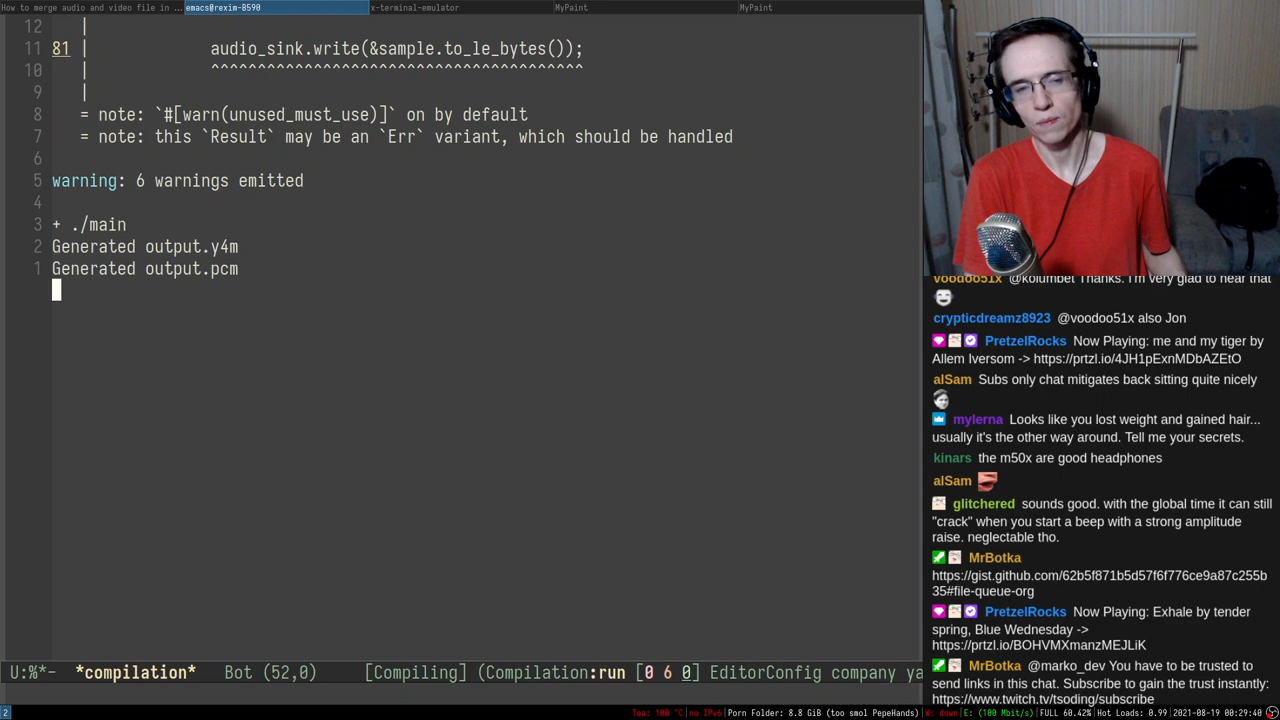 How to merge audio and video file in ... emacs@rexim-B590 x-terminal-emulator MyPaint MyPaint
12 |
11 81 | audio_sink.write(&sample.to_le_bytes());
10 | ^^^^^^^^^^^^^^^^^^^^^^^^^^^^^^^^^^^^^^^^
9 |
8 = note: `#[warn(unused_must_use)]` on by default
7 = note: this `Result` may be an `Err` variant, which should be handled
6
5 warning: 6 warnings emitted
4
3 + ./main
2 Generated output.y4m
1 Generated output.pcm
U:%*- *compilation* Bot (52,0) [Compiling] (Compilation:run [0 6 0] EditorConfig company ya
voodoo51x @kolumbet Thanks. I'm very glad to hear that
crypticdreamz8923 @voodoo51x also Jon
PretzelRocks Now Playing: me and my tiger by
Allem Iversom -> https://prtzl.io/4JH1pExnMDbAZEtO
alSam Subs only chat mitigates back sitting quite nicely
mylerna Looks like you lost weight and gained hair...
usually it's the other way around. Tell me your secrets.
kinars the m50x are good headphones
alSam
glitchered sounds good. with the global time it can still
"crack" when you start a beep with a strong amplitude
raise. neglectable tho.
MrBotka
https://gist.github.com/62b5f871b5d57f6f776ce9a87c255b
35#file-queue-org
PretzelRocks Now Playing: Exhale by tender
spring, Blue Wednesday ->
https://prtzl.io/BOHVMXmanzMEJLiK
MrBotka @marko_dev You have to be trusted to
send links in this chat. Subscribe to gain the trust instantly:
https://www.twitch.tv/tsoding/subscribe
2 Tea: 100 °C|no IPv6|Porn Folder: 8.8 GiB (too smol PepeHands)|W: down|E: (100 Mbit/s)|FULL 60.42%|Hot Loads: 0.99|2021-08-19 00:29:40